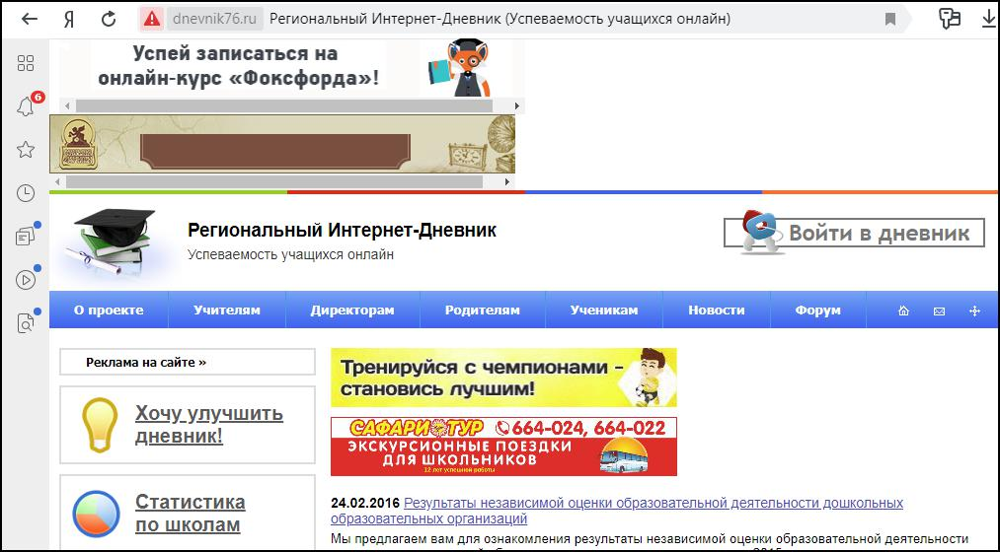 Я
dnevnik76.ru Региональный Интернет-Дневник (Успеваемость учащихся онлайн)
6
Успей записаться на
онлайн-курс «Фоксфорда»!
Региональный Интернет-Дневник
Успеваемость учащихся онлайн
Войти в дневник
О проекте Учителям Директорам Родителям Ученикам Новости Форум
Реклама на сайте »
Хочу улучшить
дневник!
Статистика
по школам
Тренируйся с чемпионами –
становись лучшим!
САФАРИ ТУР 664-024, 664-022
ЭКСКУРСИОННЫЕ ПОЕЗДКИ
ДЛЯ ШКОЛЬНИКОВ
12 лет успешной работы
24.02.2016 Результаты независимой оценки образовательной деятельности дошкольных
образовательных организаций
Мы предлагаем вам для ознакомления результаты независимой оценки образовательной деятельности